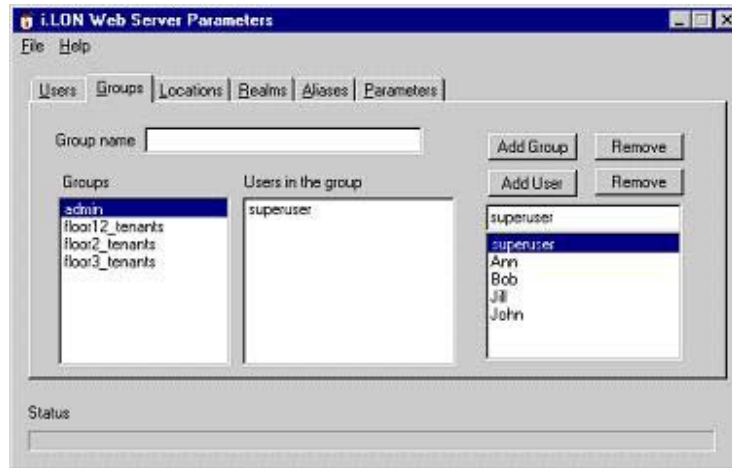 i.LON Web Server Parameters
File Help
Users Groups Locations Realms Aliases Parameters
Group name
Add Group Remove
Groups Users in the group Add User Remove
admin
floor12_tenants
floor2_tenants
floor3_tenants
superuser
superuser
superuser
Ann
Bob
Jill
John
Status